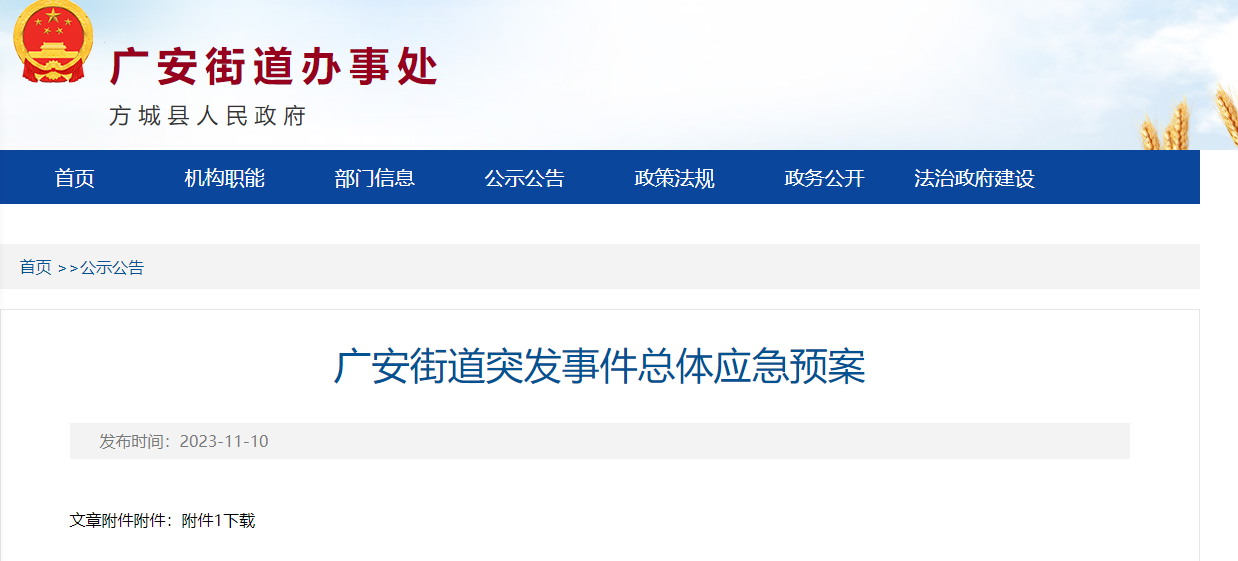 广安街道办事处
方城县人民政府
首页 机构职能 部门信息 公示公告 政策法规 政务公开 法治政府建设
首页 >>公示公告
广安街道突发事件总体应急预案
发布时间：2023-11-10
文章附件附件：附件1下载